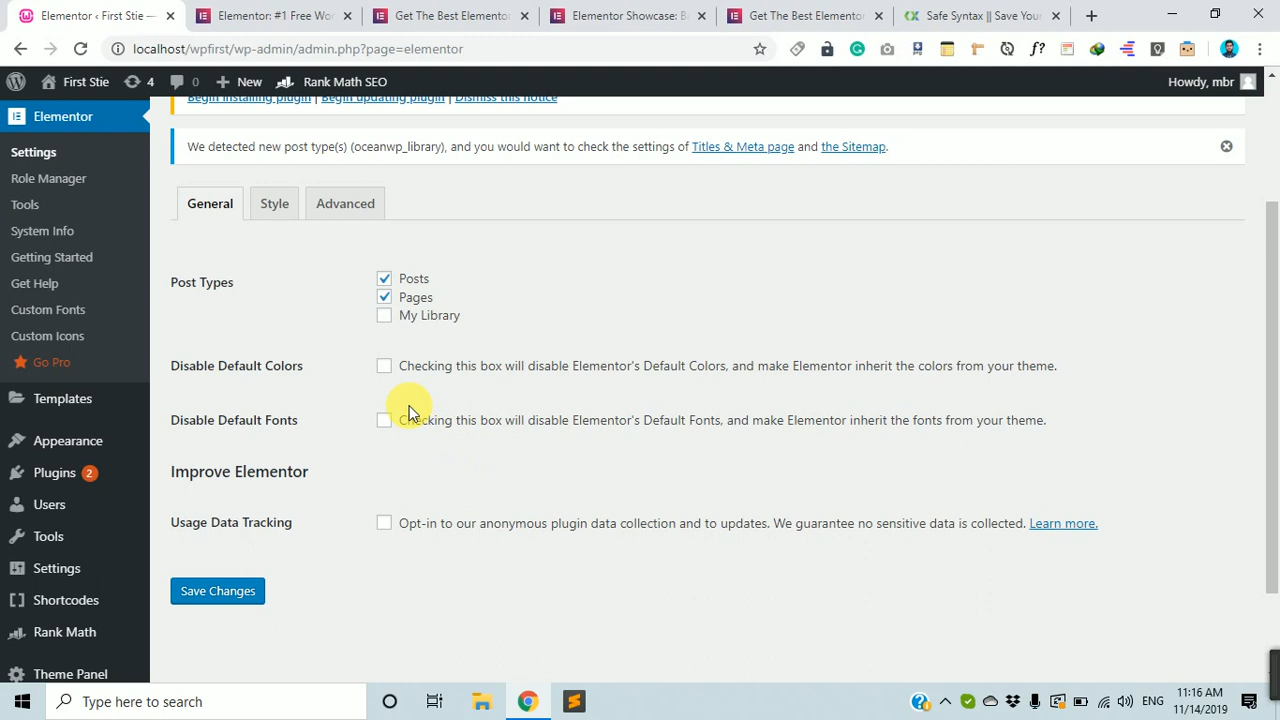 Elementor ‹ First Stie —
Elementor: #1 Free Wor
Get The Best Elementor
Elementor Showcase: Be
Get The Best Elementor
Safe Syntax || Save Your
localhost/wpfirst/wp-admin/admin.php?page=elementor
First Stie
4
0
New
Rank Math SEO
Howdy, mbr
Elementor
Settings
Role Manager
Tools
System Info
Getting Started
Get Help
Custom Fonts
Custom Icons
Go Pro
Templates
Appearance
Plugins 2
Users
Tools
Settings
Shortcodes
Rank Math
Theme Panel
Begin installing plugin | Begin updating plugin | Dismiss this notice
We detected new post type(s) (oceanwp_library), and you would want to check the settings of Titles & Meta page and the Sitemap.
General
Style
Advanced
Post Types
Posts
Pages
My Library
Disable Default Colors
Checking this box will disable Elementor's Default Colors, and make Elementor inherit the colors from your theme.
Disable Default Fonts
Checking this box will disable Elementor's Default Fonts, and make Elementor inherit the fonts from your theme.
Improve Elementor
Usage Data Tracking
Opt-in to our anonymous plugin data collection and to updates. We guarantee no sensitive data is collected. Learn more.
Save Changes
Type here to search
ENG
11:16 AM
11/14/2019